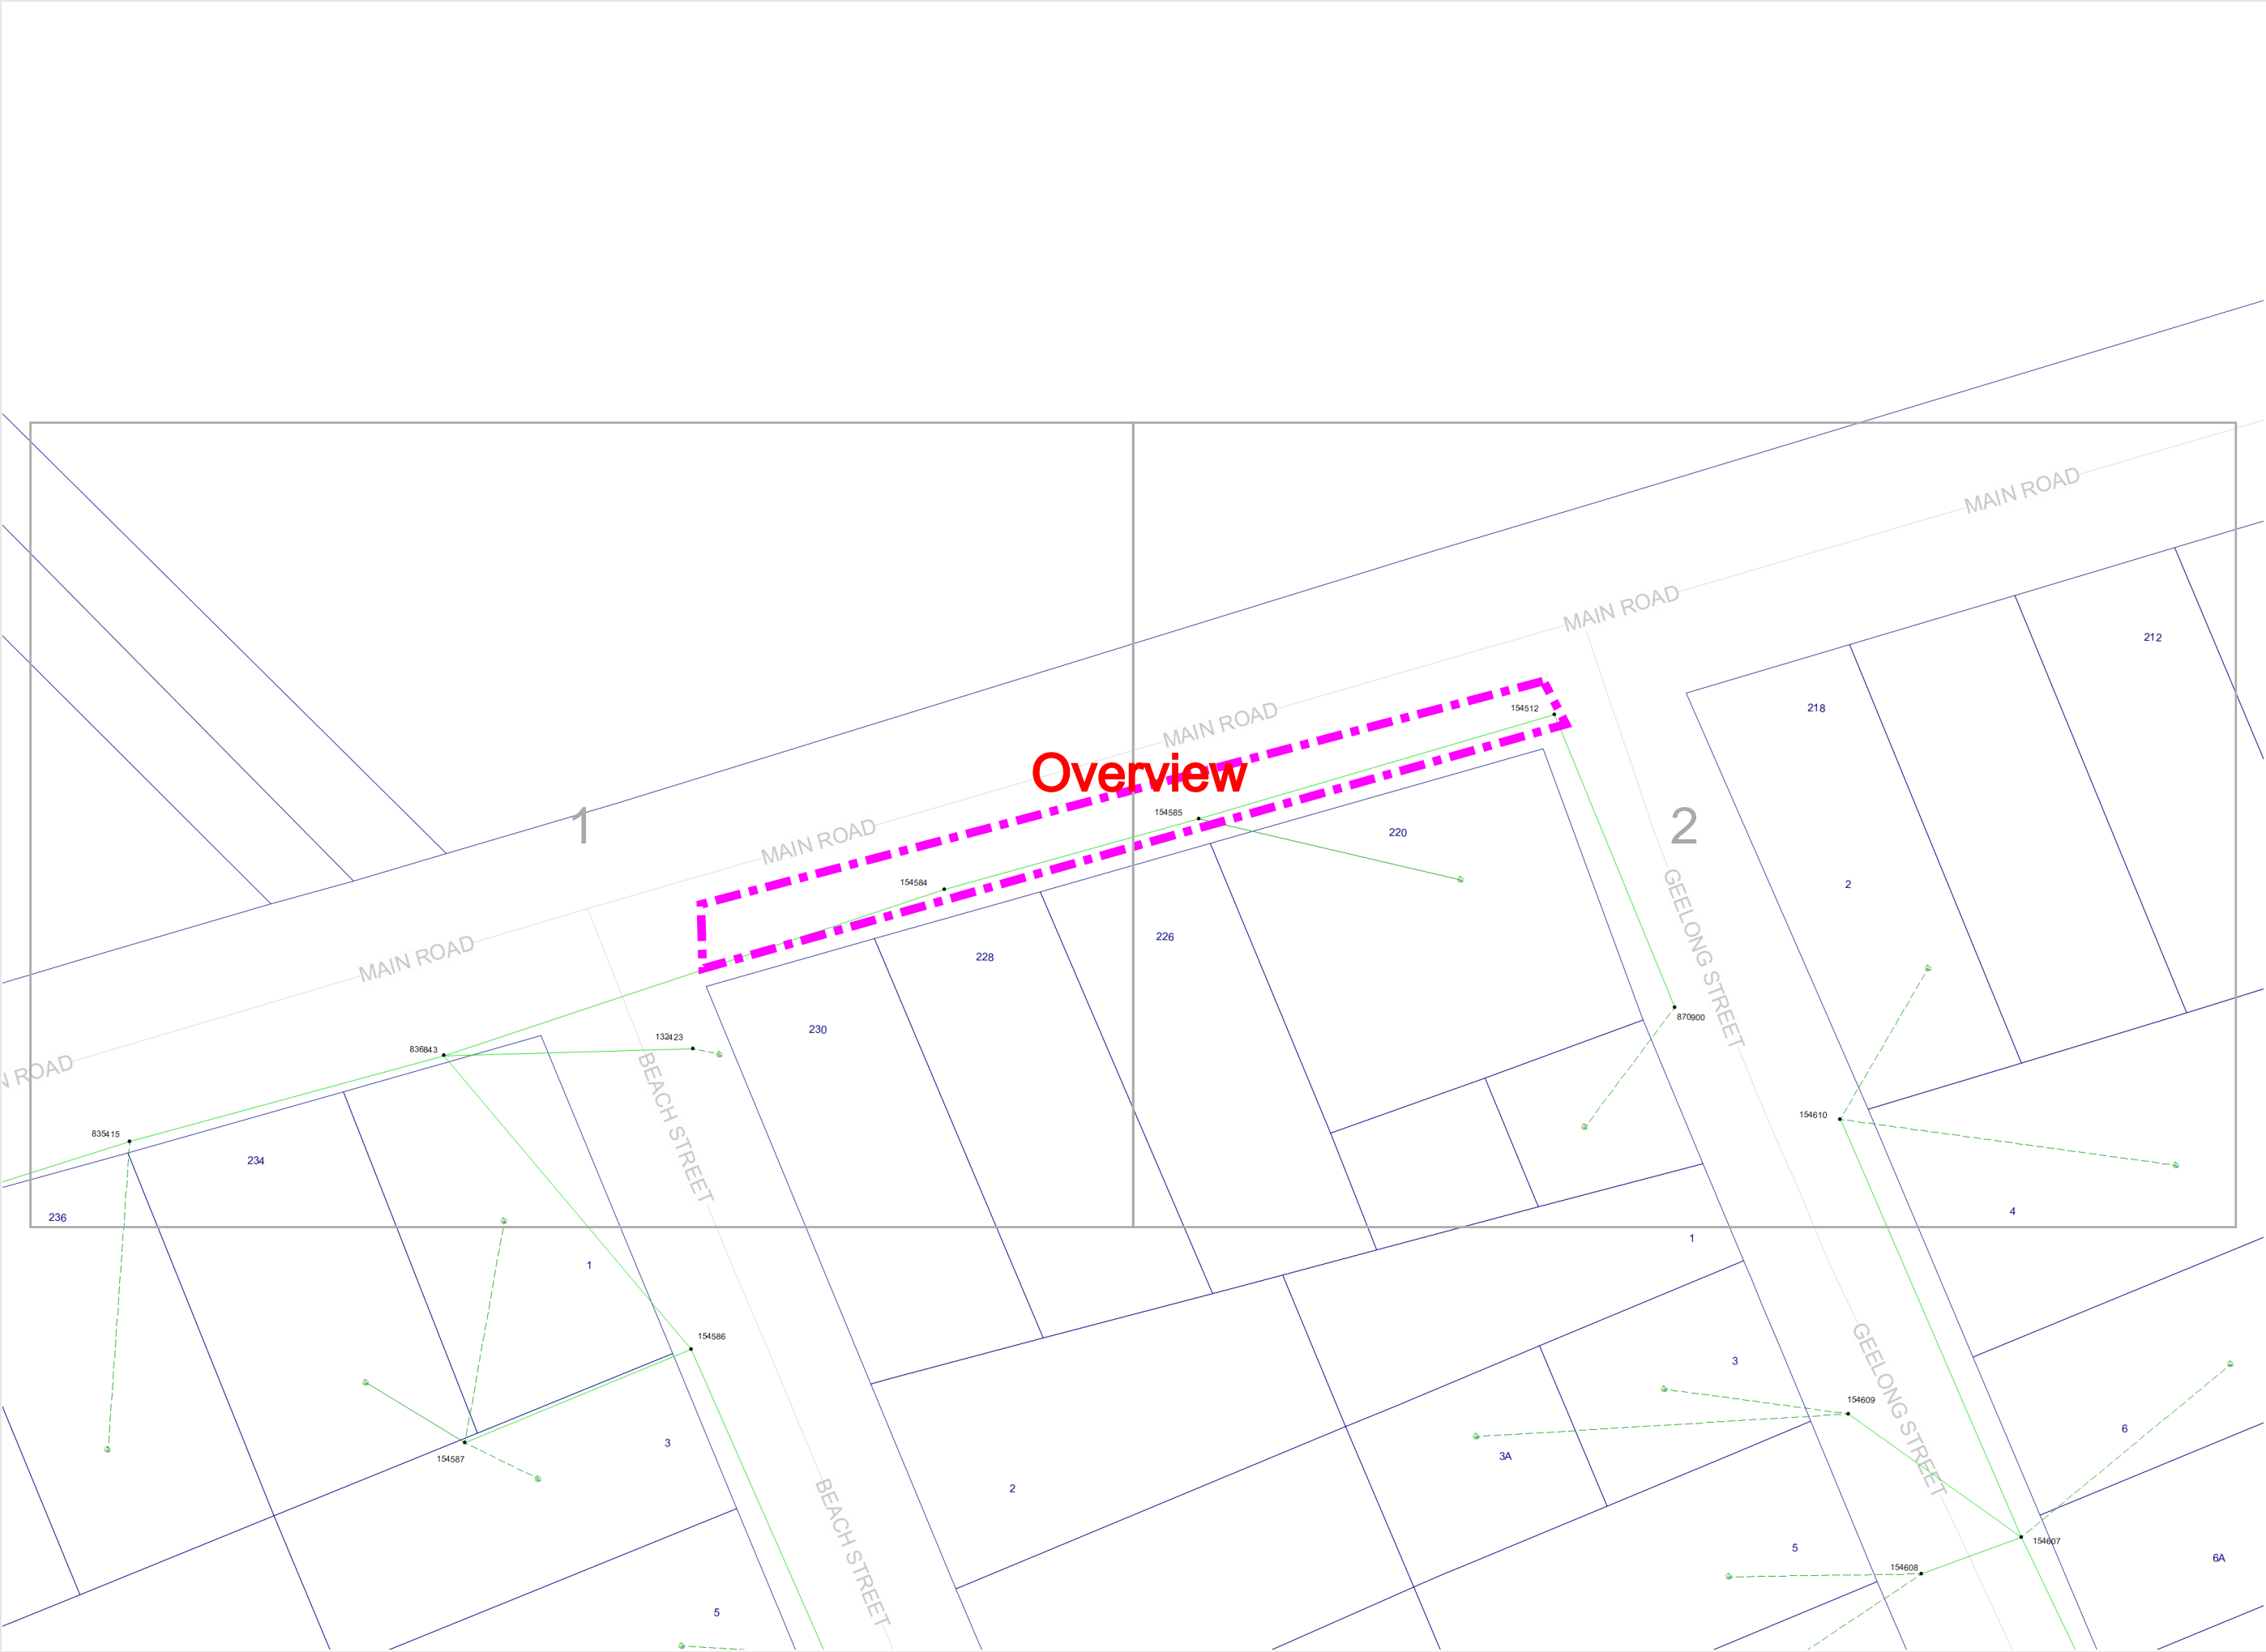 MAIN ROAD
MAIN ROAD
212
218
154512
MAIN ROAD
Overview
1
154585
2
220
MAIN ROAD
2
154584
GEELONG STREET
226
MAIN ROAD
228
870900
230
132423
836843
N ROAD
BEACH STREET
154610
835415
234
4
236
1
1
154586
3
154609
GEELONG STREET
6
3
154587
3A
2
154607
5
6A
154608
BEACH STREET
5